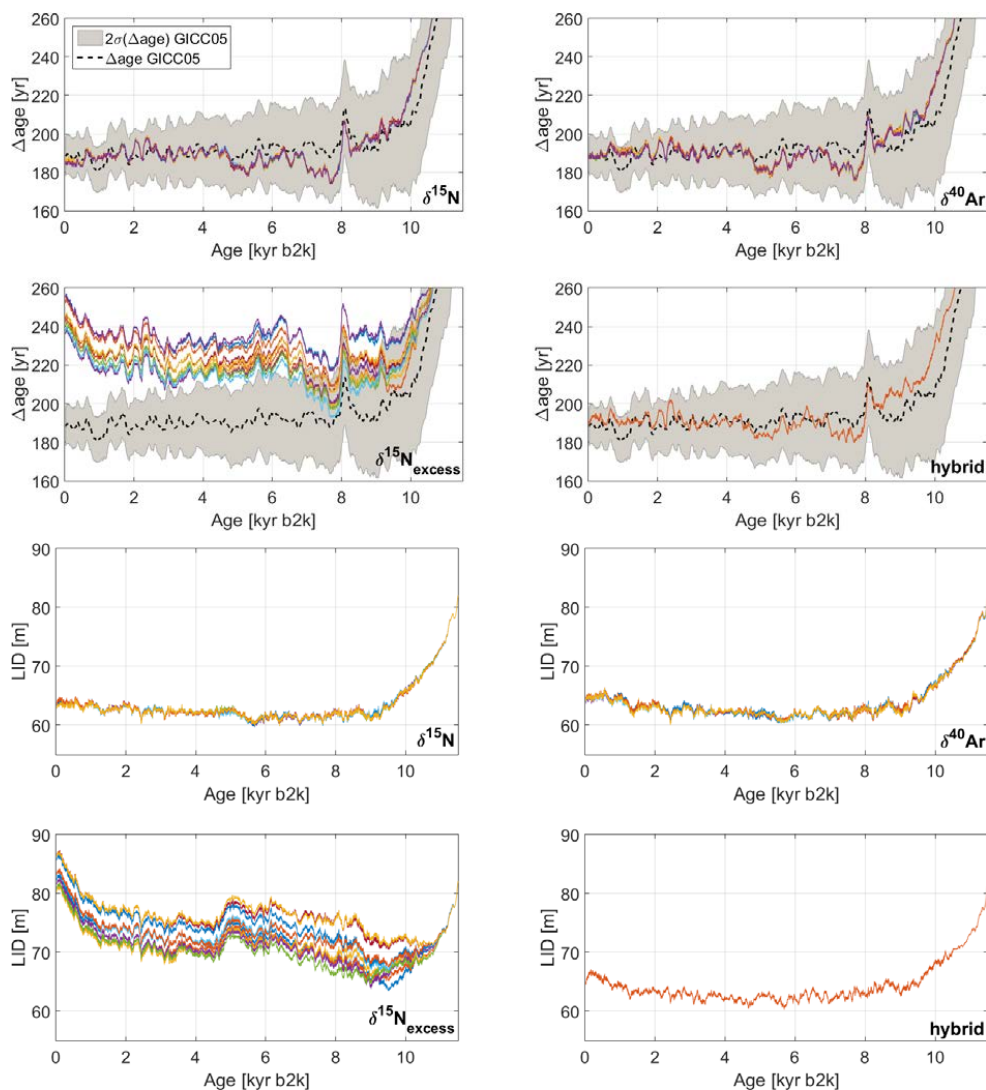 260
240
220
200
180
160
Δage [yr]
2σ(Δage) GICC05
Δage GICC05
δ15N
0 2 4 6 8 10
Age [kyr b2k]
260
240
220
200
180
160
Δage [yr]
δ40Ar
0 2 4 6 8 10
Age [kyr b2k]
260
240
220
200
180
160
Δage [yr]
δ15Nexcess
0 2 4 6 8 10
Age [kyr b2k]
260
240
220
200
180
160
Δage [yr]
hybrid
0 2 4 6 8 10
Age [kyr b2k]
90
80
70
60
LID [m]
δ15N
0 2 4 6 8 10
Age [kyr b2k]
90
80
70
60
LID [m]
δ40Ar
0 2 4 6 8 10
Age [kyr b2k]
90
80
70
60
LID [m]
δ15Nexcess
0 2 4 6 8 10
Age [kyr b2k]
90
80
70
60
LID [m]
hybrid
0 2 4 6 8 10
Age [kyr b2k]